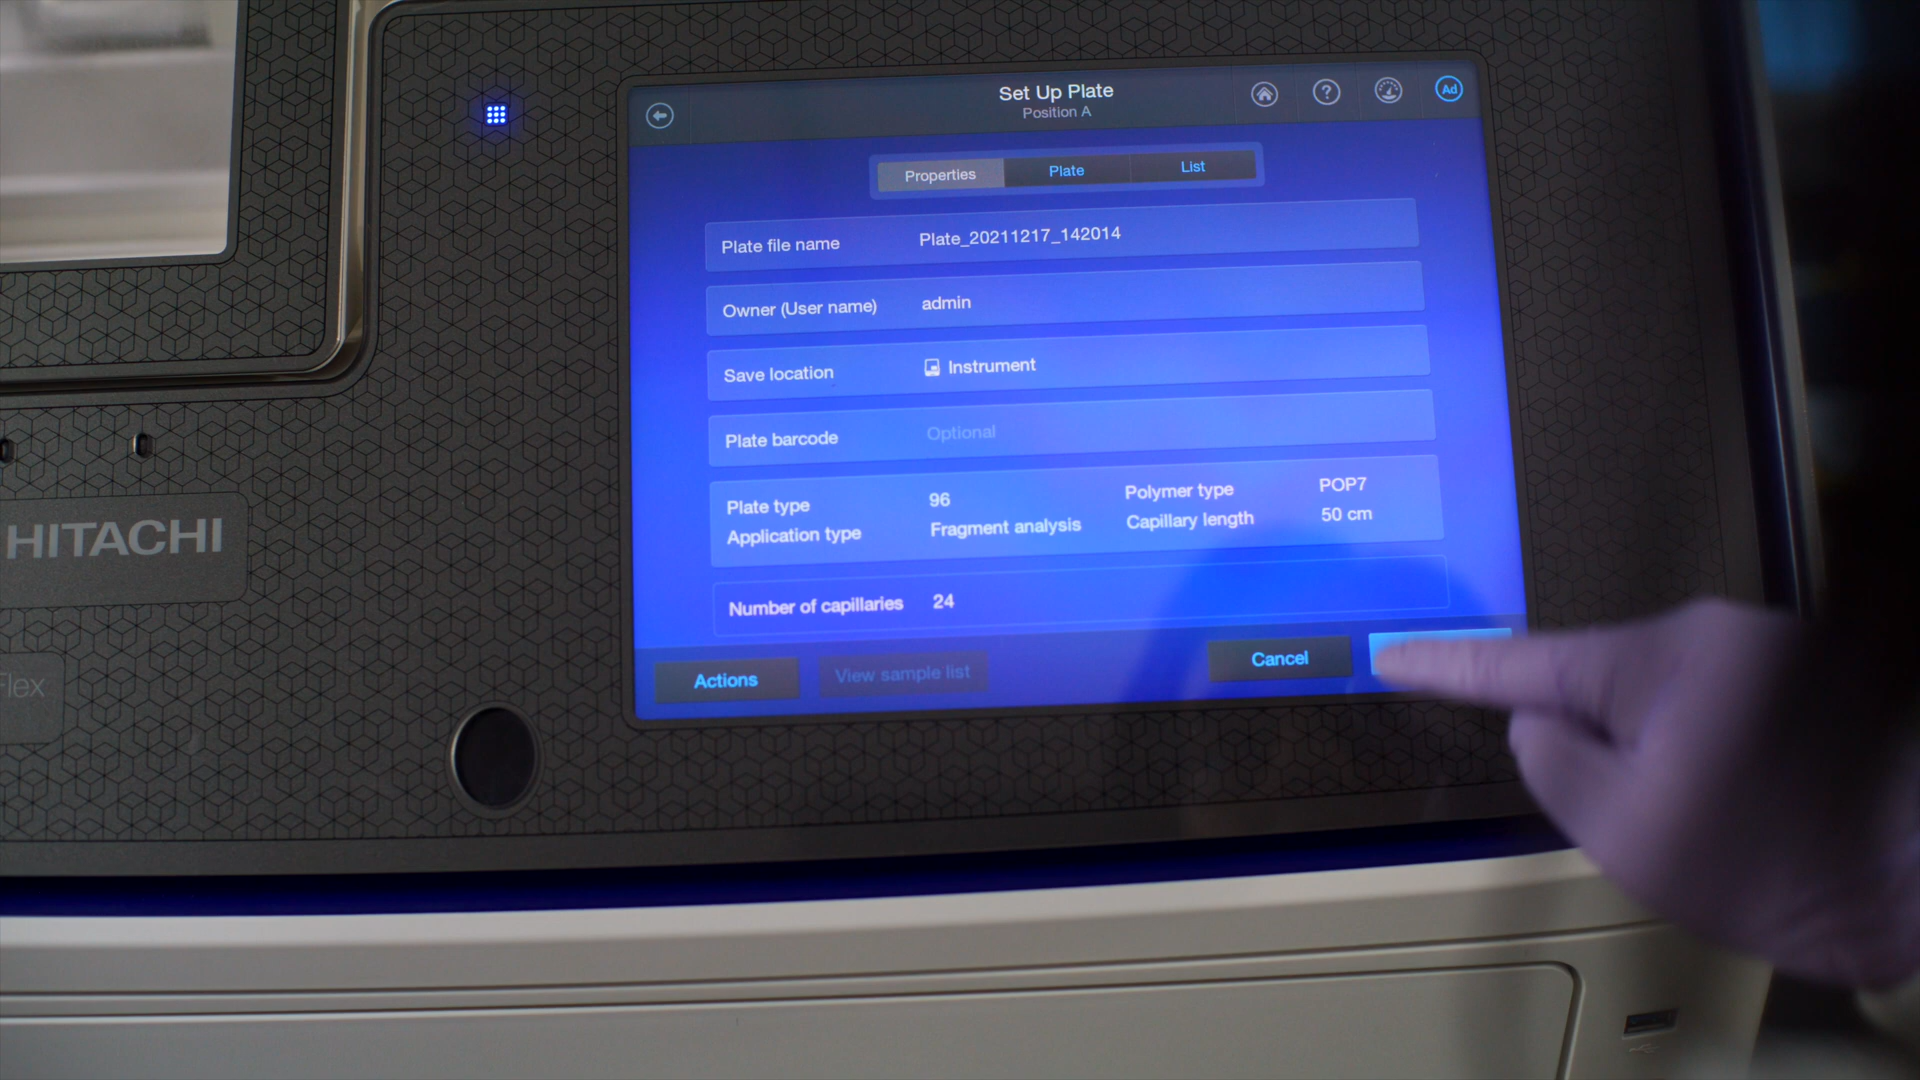 Set Up Plate
Position A
Ad
Properties Plate List
Plate file name Plate_20211217_142014
Owner (User name) admin
Save location Instrument
Plate barcode Optional
Plate type 96 Polymer type POP7
Application type Fragment analysis Capillary length 50 cm
Number of capillaries 24
Actions View sample list Cancel
HITACHI
Flex